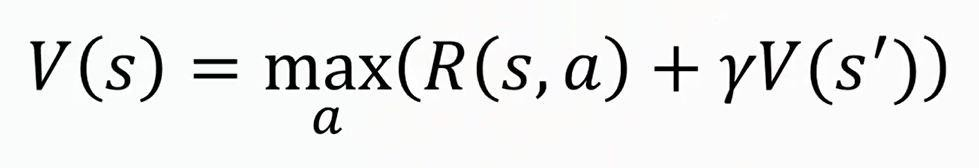 V(s) = max(R(s, a) + γV(s′))
a